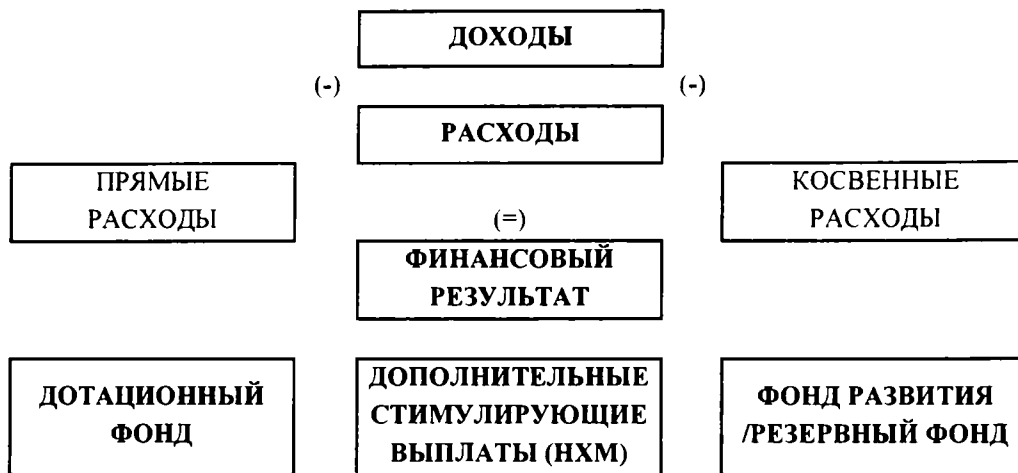 ДОХОДЫ
(-)
(-)
РАСХОДЫ
ПРЯМЫЕ
РАСХОДЫ
КОСВЕННЫЕ
РАСХОДЫ
(=)
ФИНАНСОВЫЙ
РЕЗУЛЬТАТ
ДОТАЦИОННЫЙ
ФОНД
ДОПОЛНИТЕЛЬНЫЕ
СТИМУЛИРУЮЩИЕ
ВЫПЛАТЫ (НХМ)
ФОНД РАЗВИТИЯ
/РЕЗЕРВНЫЙ ФОНД